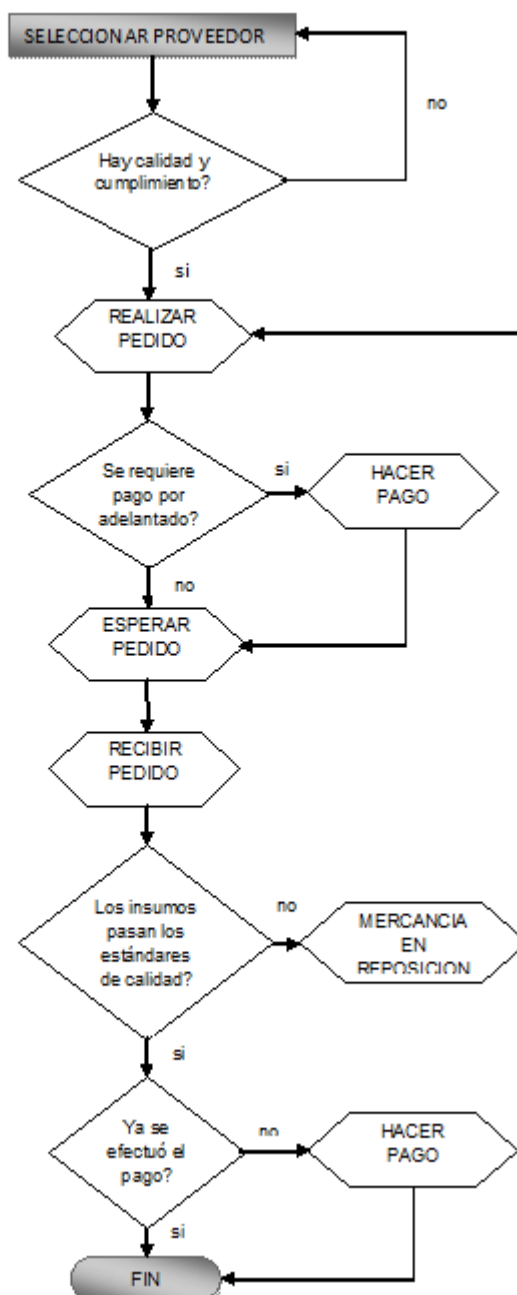 SELECCIONAR PROVEEDOR
no
Hay calidad y
cumplimiento?
si
REALIZAR
PEDIDO
Se requiere
pago por
adelantado?
si
HACER
PAGO
no
ESPERAR
PEDIDO
RECIBIR
PEDIDO
Los insumos
pasan los
estándares
de calidad?
no
MERCANCIA
EN
REPOSICION
si
Ya se
efectuó el
pago?
no
HACER
PAGO
si
FIN